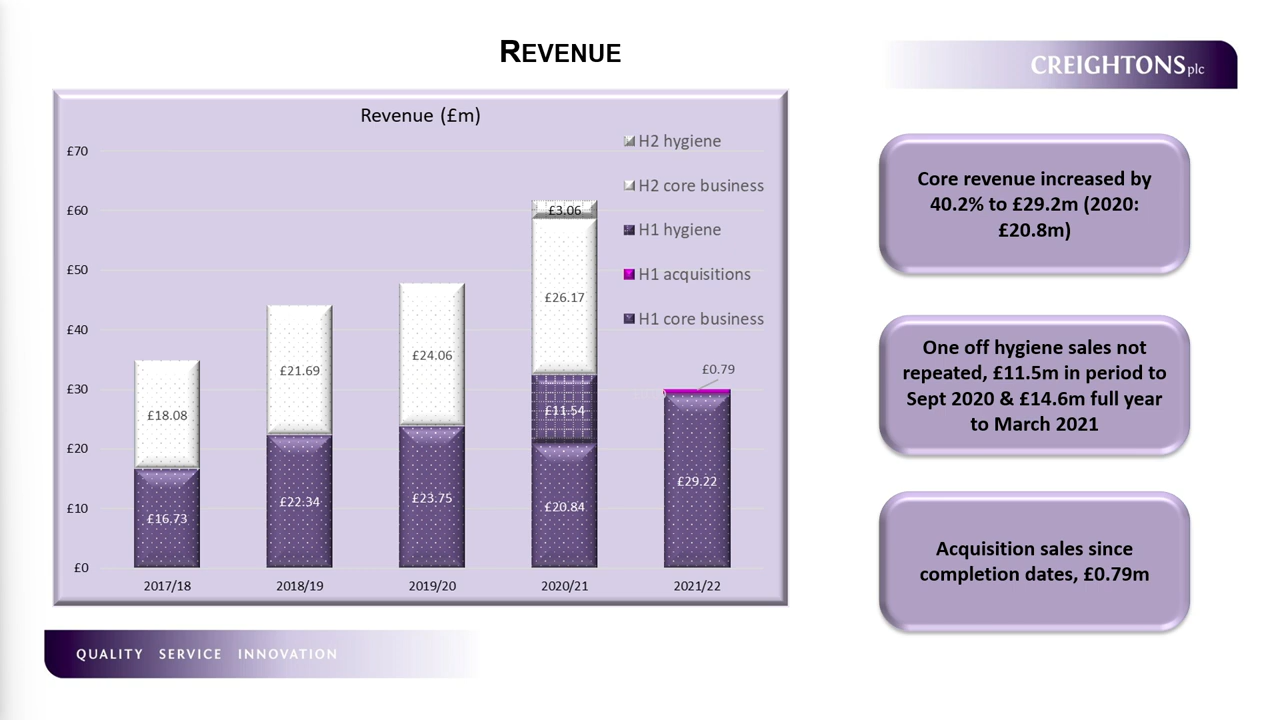 REVENUE
CREIGHTONS plc
Revenue (£m)
£70
£60
£50
£40
£30
£20
£10
£0
H2 hygiene
H2 core business
H1 hygiene
H1 acquisitions
H1 core business
£18.08
£16.73
£21.69
£22.34
£24.06
£23.75
£3.06
£26.17
£11.54
£20.84
£0.79
£29.22
2017/18
2018/19
2019/20
2020/21
2021/22
Core revenue increased by
40.2% to £29.2m (2020:
£20.8m)
One off hygiene sales not
repeated, £11.5m in period to
Sept 2020 & £14.6m full year
to March 2021
Acquisition sales since
completion dates, £0.79m
QUALITY SERVICE INNOVATION